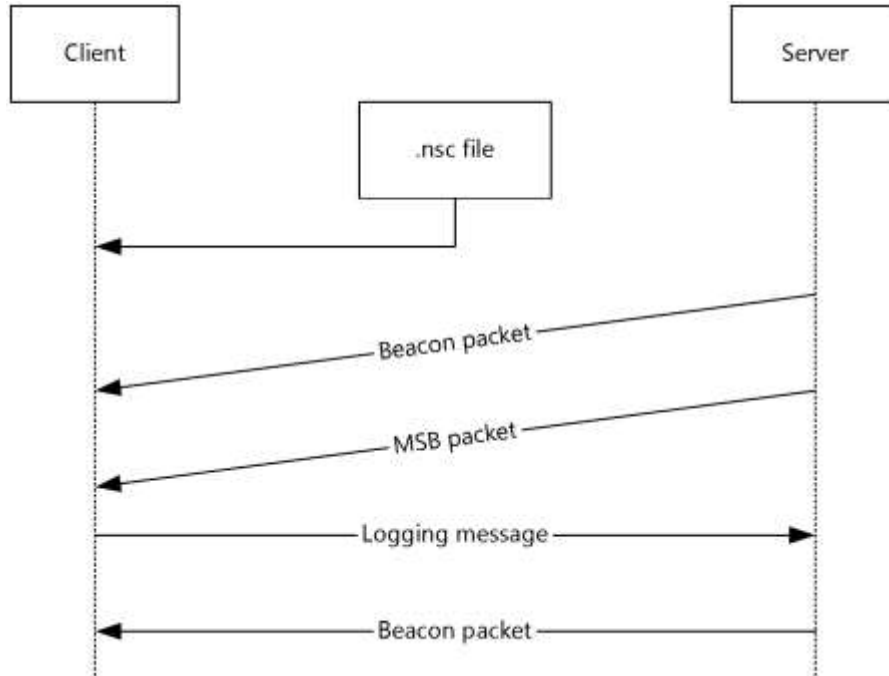 Client
Server
.nsc file
Beacon packet
MSB packet
Logging message
Beacon packet